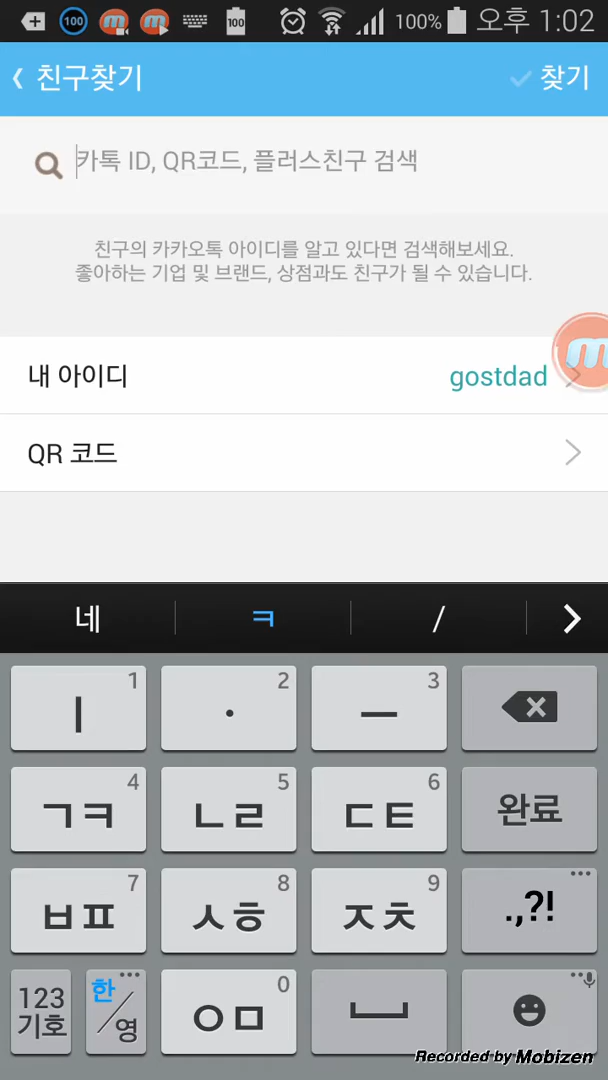 100 100 100% 오후 1:02
친구찾기 찾기
카톡 ID, QR코드, 플러스친구 검색
친구의 카카오톡 아이디를 알고 있다면 검색해보세요.
좋아하는 기업 및 브랜드, 상점과도 친구가 될 수 있습니다.
내 아이디 gostdad
m
QR 코드
네 ㅋ /
ㅣ 1 · 2 ㅡ 3
ㄱㅋ 4 ㄴㄹ 5 ㄷㅌ 6 완료
ㅂㅍ 7 ㅅㅎ 8 ㅈㅊ 9 .,?!
123 기호 한/영 ㅇㅁ 0
Recorded by Mobizen